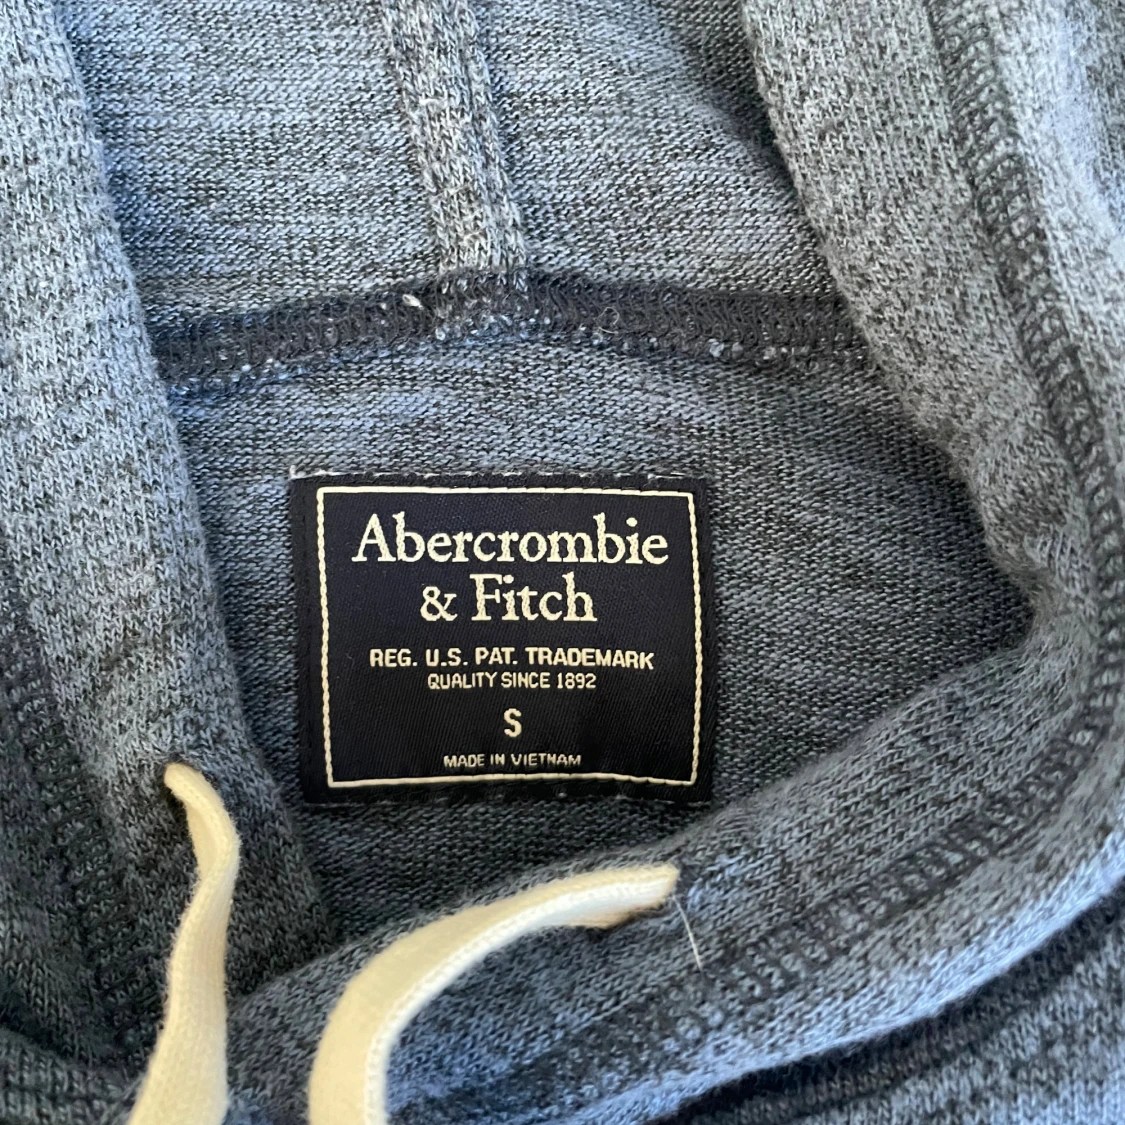 Abercrombie
& Fitch
REG. U.S. PAT. TRADEMARK
QUALITY SINCE 1892
S
MADE IN VIETNAM